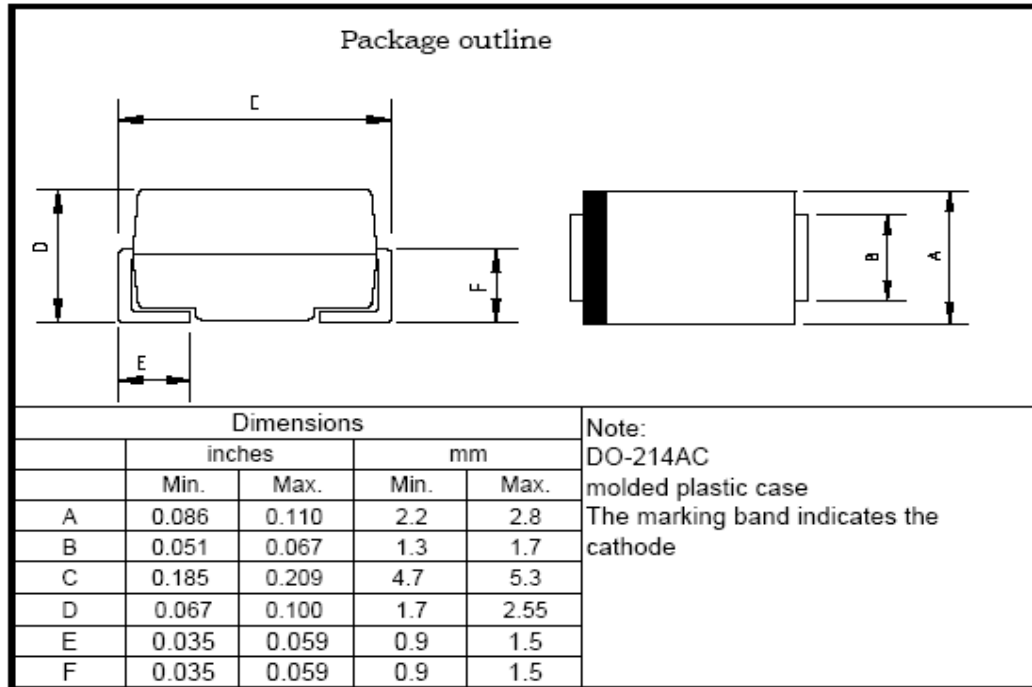 Package outline
C
D
F
E
B
A
Dimensions
inches mm
Min. Max. Min. Max.
A 0.086 0.110 2.2 2.8
B 0.051 0.067 1.3 1.7
C 0.185 0.209 4.7 5.3
D 0.067 0.100 1.7 2.55
E 0.035 0.059 0.9 1.5
F 0.035 0.059 0.9 1.5
Note:
DO-214AC
molded plastic case
The marking band indicates the
cathode